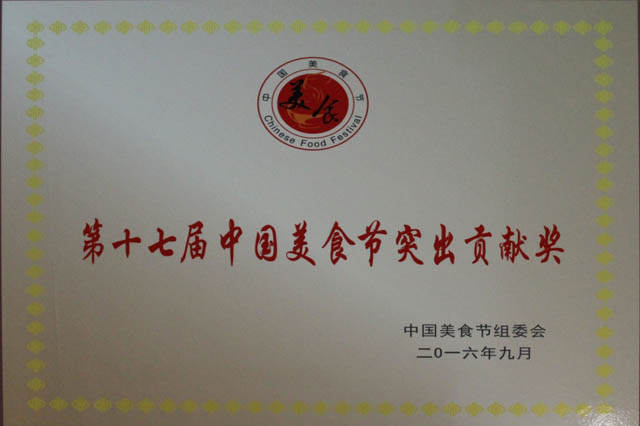 中国美食节
美食
Chinese Food Festival
第十七届中国美食节突出贡献奖
中国美食节组委会
二O一六年九月